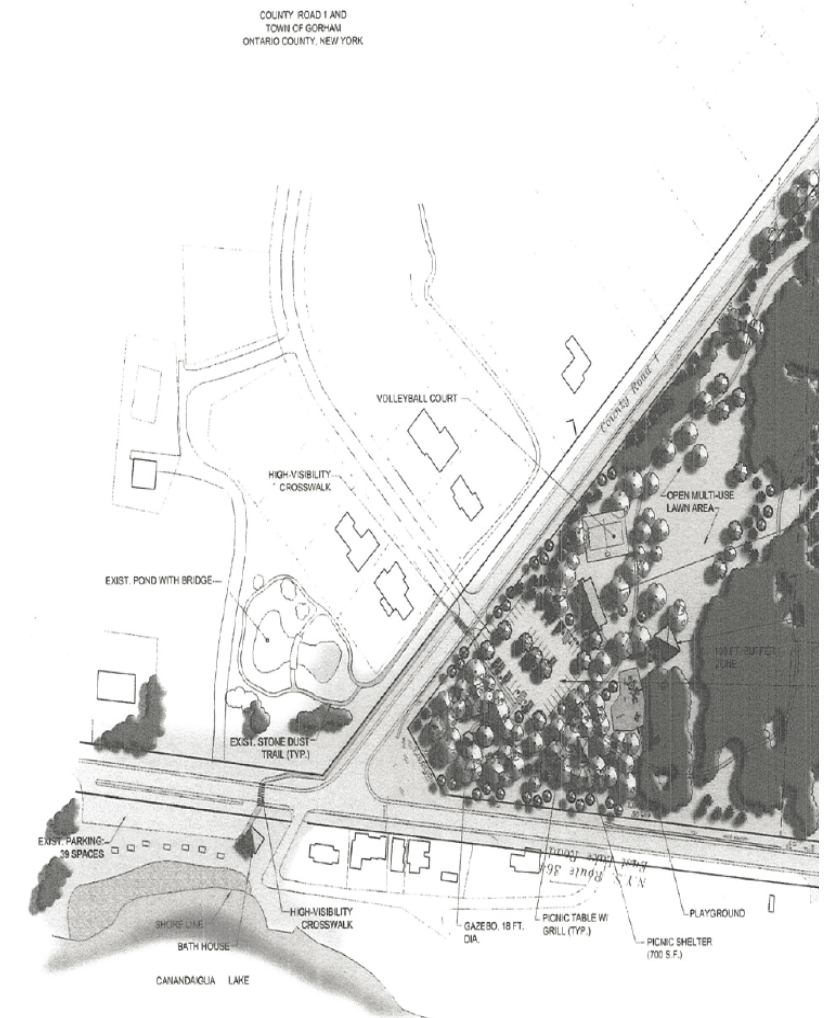 COUNTY ROAD 1 AND
TOWN OF GORHAM
ONTARIO COUNTY, NEW YORK
County Road 1
VOLLEYBALL COURT
HIGH-VISIBILITY
CROSSWALK
OPEN MULTI-USE
LAWN AREA
EXIST. POND WITH BRIDGE
100 FT. BUFFER
ZONE
EXIST. STONE DUST
TRAIL (TYP.)
EXIST. PARKING:
39 SPACES
N.Y.S. Route 364
East Lake Road
SHORE LINE
BATH HOUSE
HIGH-VISIBILITY
CROSSWALK
GAZEBO, 18 FT.
DIA.
PICNIC TABLE W/
GRILL (TYP.)
PLAYGROUND
PICNIC SHELTER
(700 S.F.)
CANANDAIGUA LAKE